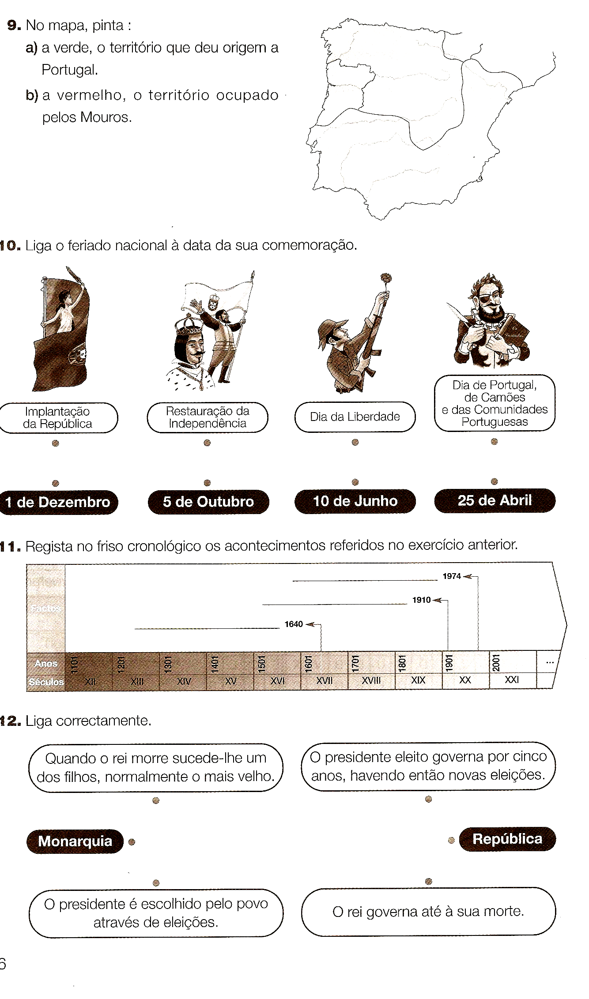 9. No mapa, pinta :
a) a verde, o território que deu origem a
Portugal.
b) a vermelho, o território ocupado
pelos Mouros.
10. Liga o feriado nacional à data da sua comemoração.
Os
Lusíadas
Implantação
da República
Restauração da
Independência
Dia da Liberdade
Dia de Portugal,
de Camões
e das Comunidades
Portuguesas
1 de Dezembro
5 de Outubro
10 de Junho
25 de Abril
11. Regista no friso cronológico os acontecimentos referidos no exercício anterior.
1974
Factos
1910
1640
Anos 1101 1201 1301 1401 1501 1601 1701 1801 1901 2001 ...
Séculos XII XIII XIV XV XVI XVII XVIII XIX XX XXI
12. Liga correctamente.
Quando o rei morre sucede-lhe um
dos filhos, normalmente o mais velho.
O presidente eleito governa por cinco
anos, havendo então novas eleições.
Monarquia
República
O presidente é escolhido pelo povo
através de eleições.
O rei governa até à sua morte.
6